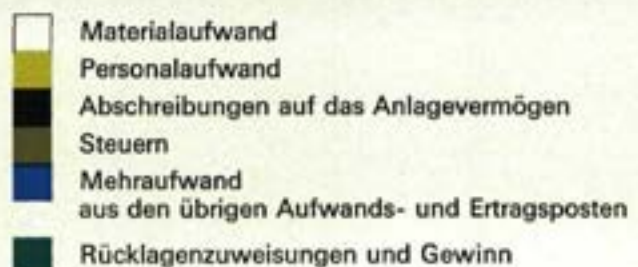 Materialaufwand
Personalaufwand
Abschreibungen auf das Anlagevermögen
Steuern
Mehraufwand
aus den übrigen Aufwands- und Ertragsposten
Rücklagenzuweisungen und Gewinn